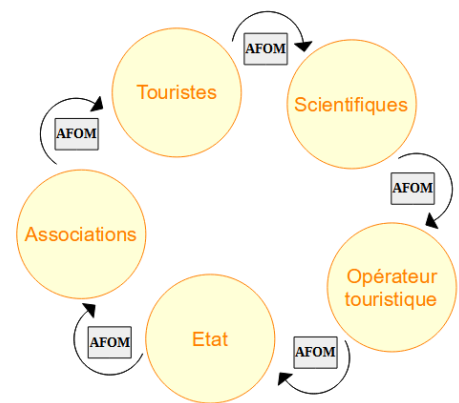 Touristes
AFOM
Scientifiques
AFOM
Opérateur
touristique
AFOM
Etat
AFOM
Associations
AFOM